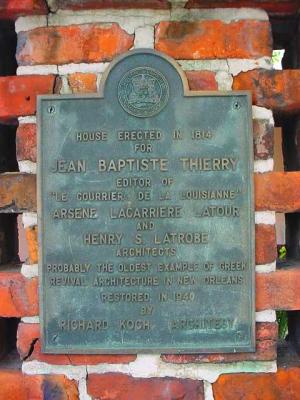 HOUSE ERECTED IN 1814
FOR
JEAN BAPTISTE THIERRY
EDITOR OF
"LE COURRIER DE LA LOUISIANNE"
ARSENE LACARRIERE LATOUR
AND
HENRY S. LATROBE
ARCHITECTS
PROBABLY THE OLDEST EXAMPLE OF GREEK
REVIVAL ARCHITECTURE IN NEW ORLEANS
RESTORED IN 1940
BY
RICHARD KOCH, ARCHITECT